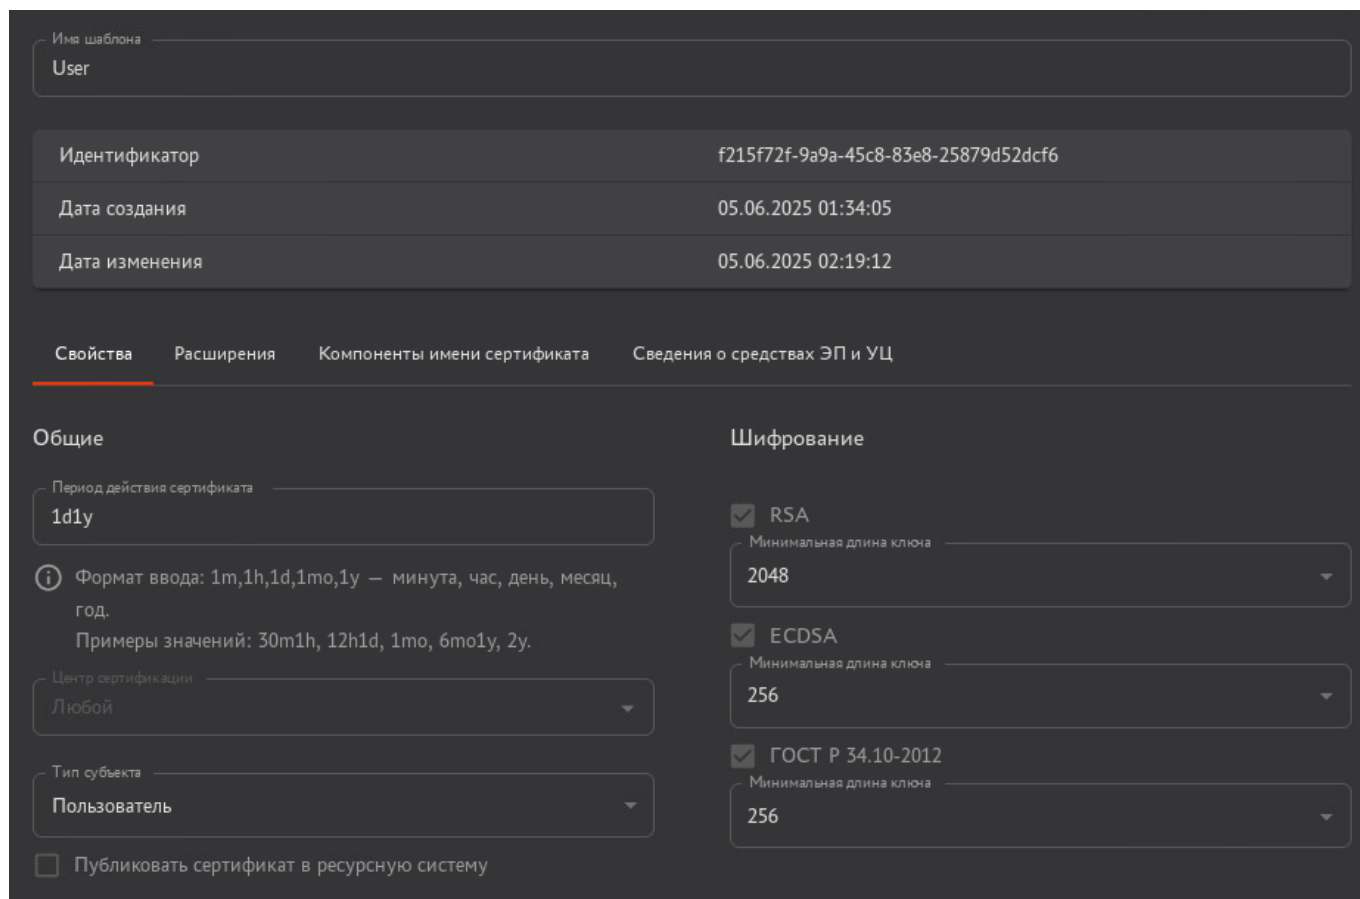 Имя шаблона
User
Идентификатор f215f72f-9a9a-45c8-83e8-25879d52dcf6
Дата создания 05.06.2025 01:34:05
Дата изменения 05.06.2025 02:19:12
Свойства Расширения Компоненты имени сертификата Сведения о средствах ЭП и УЦ
Общие
Период действия сертификата
1d1y
Формат ввода: 1m,1h,1d,1mo,1y — минута, час, день, месяц,
год.
Примеры значений: 30m1h, 12h1d, 1mo, 6mo1y, 2y.
Центр сертификации
Любой
Тип субъекта
Пользователь
Публиковать сертификат в ресурсную систему
Шифрование
RSA
Минимальная длина ключа
2048
ECDSA
Минимальная длина ключа
256
ГОСТ Р 34.10-2012
Минимальная длина ключа
256